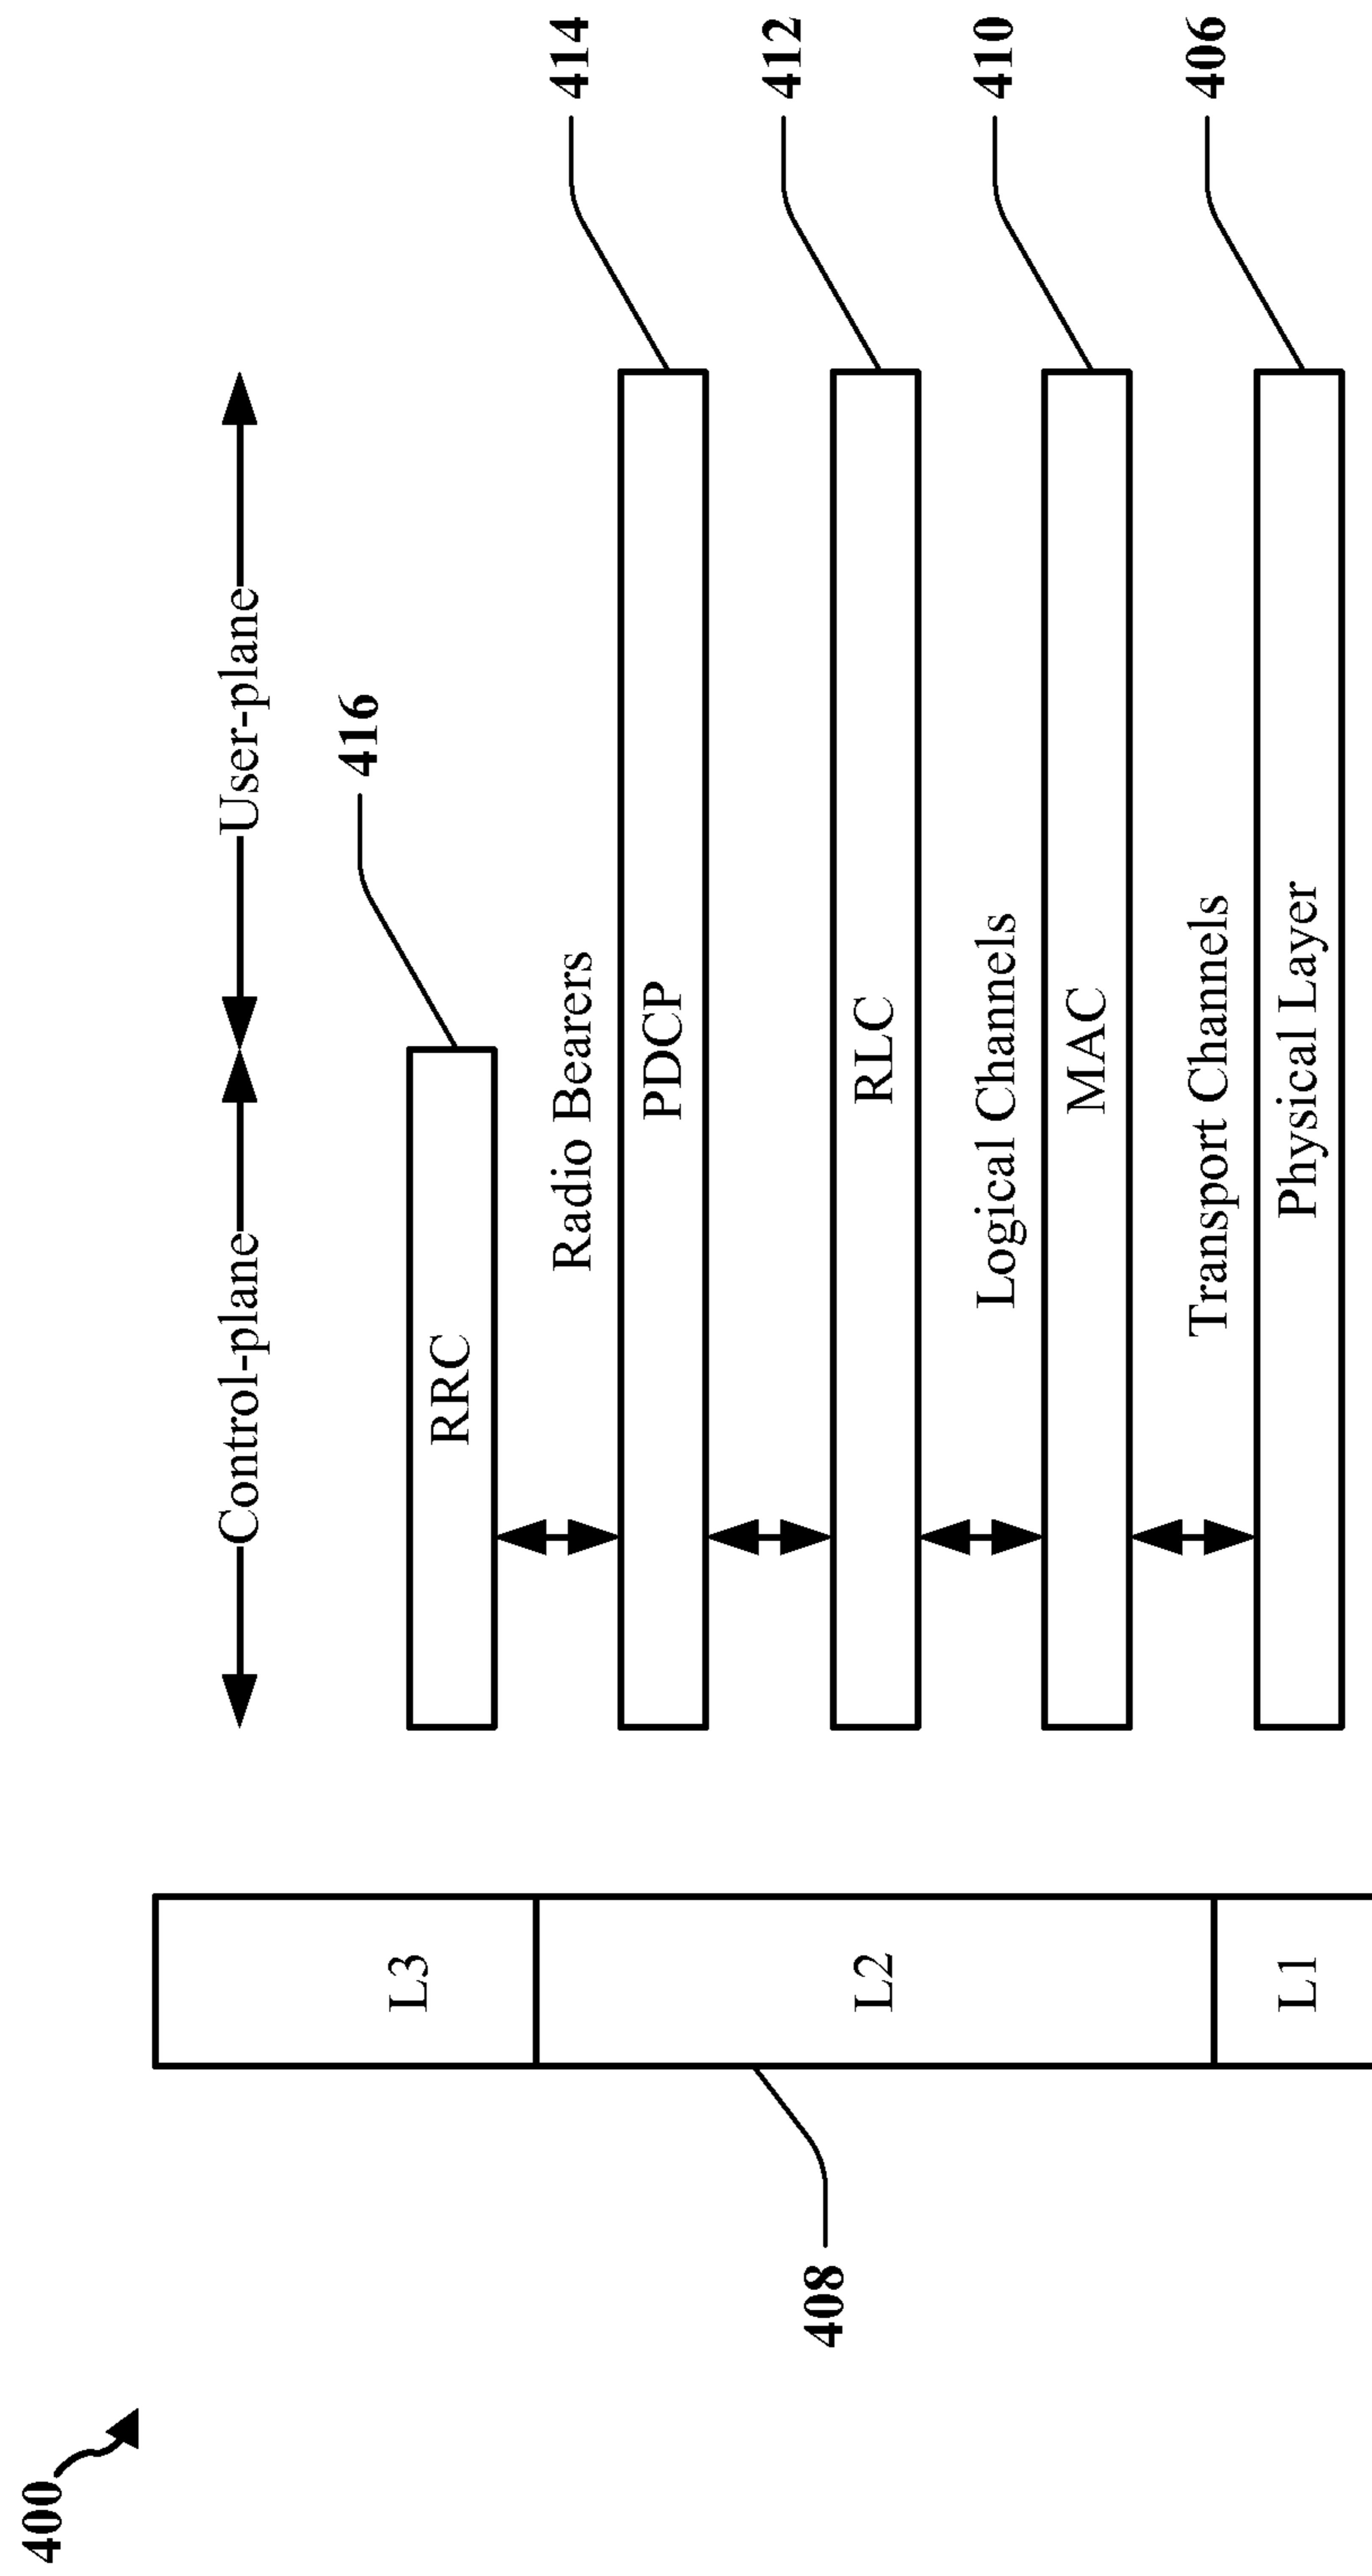 400
Control-plane
User-plane
416
L3
RRC
Radio Bearers
414
PDCP
412
L2
RLC
408
Logical Channels
410
MAC
Transport Channels
406
L1
Physical Layer